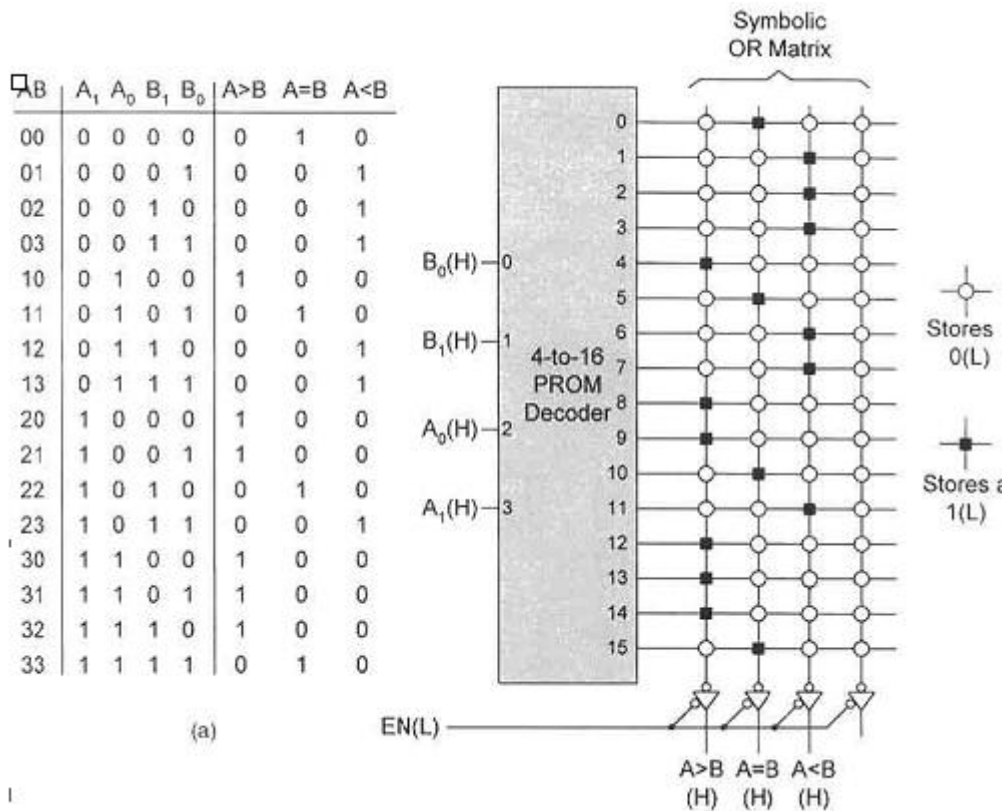 AB A₁ A₀ B₁ B₀ A>B A=B A<B
00 0 0 0 0 0 1 0
01 0 0 0 1 0 0 1
02 0 0 1 0 0 0 1
03 0 0 1 1 0 0 1
10 0 1 0 0 1 0 0
11 0 1 0 1 0 1 0
12 0 1 1 0 0 0 1
13 0 1 1 1 0 0 1
20 1 0 0 0 1 0 0
21 1 0 0 1 1 0 0
22 1 0 1 0 0 1 0
23 1 0 1 1 0 0 1
30 1 1 0 0 1 0 0
31 1 1 0 1 1 0 0
32 1 1 1 0 1 0 0
33 1 1 1 1 0 1 0
(a)
Symbolic
OR Matrix
B₀(H) 0
B₁(H) 1
A₀(H) 2
A₁(H) 3
4-to-16
PROM
Decoder
0
1
2
3
4
5
6
7
8
9
10
11
12
13
14
15
EN(L)
A>B A=B A<B
(H) (H) (H)
Stores
0(L)
Stores a
1(L)